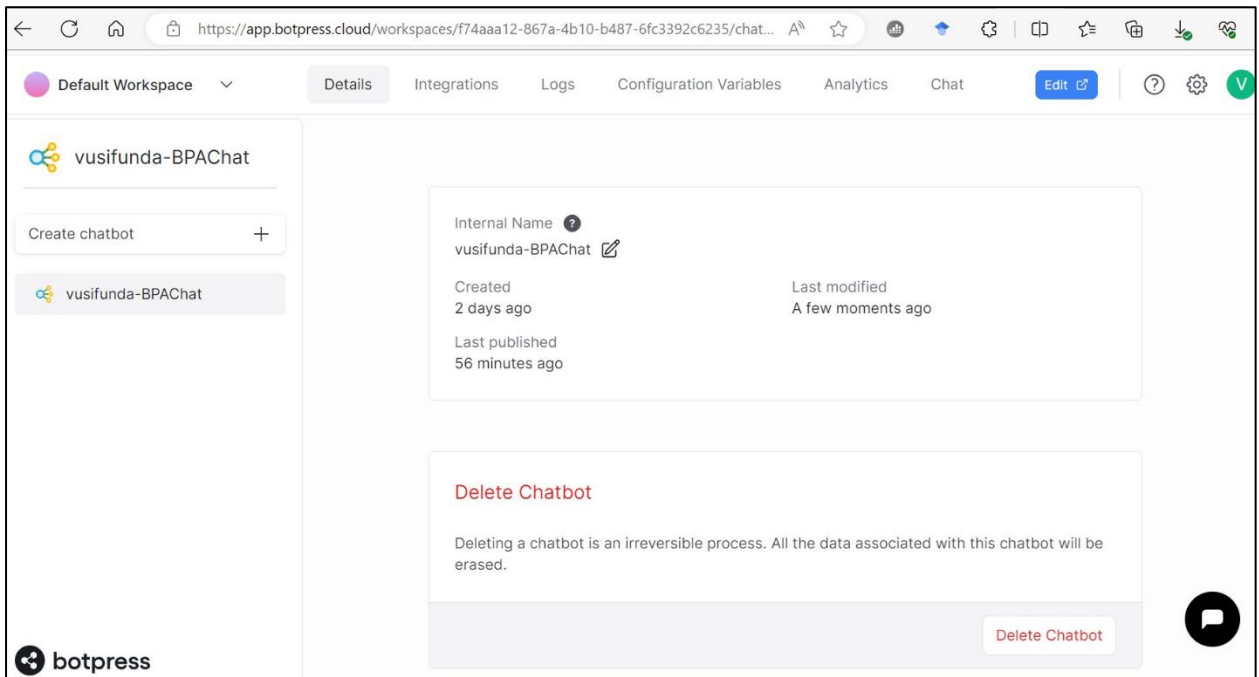 https://app.botpress.cloud/workspaces/f74aaa12-867a-4b10-b487-6fc3392c6235/chat...
Default Workspace
Details Integrations Logs Configuration Variables Analytics Chat Edit ? V
vusifunda-BPAChat
Create chatbot +
vusifunda-BPAChat
Internal Name ?
vusifunda-BPAChat
Created Last modified
2 days ago A few moments ago
Last published
56 minutes ago
Delete Chatbot
Deleting a chatbot is an irreversible process. All the data associated with this chatbot will be
erased.
Delete Chatbot
botpress